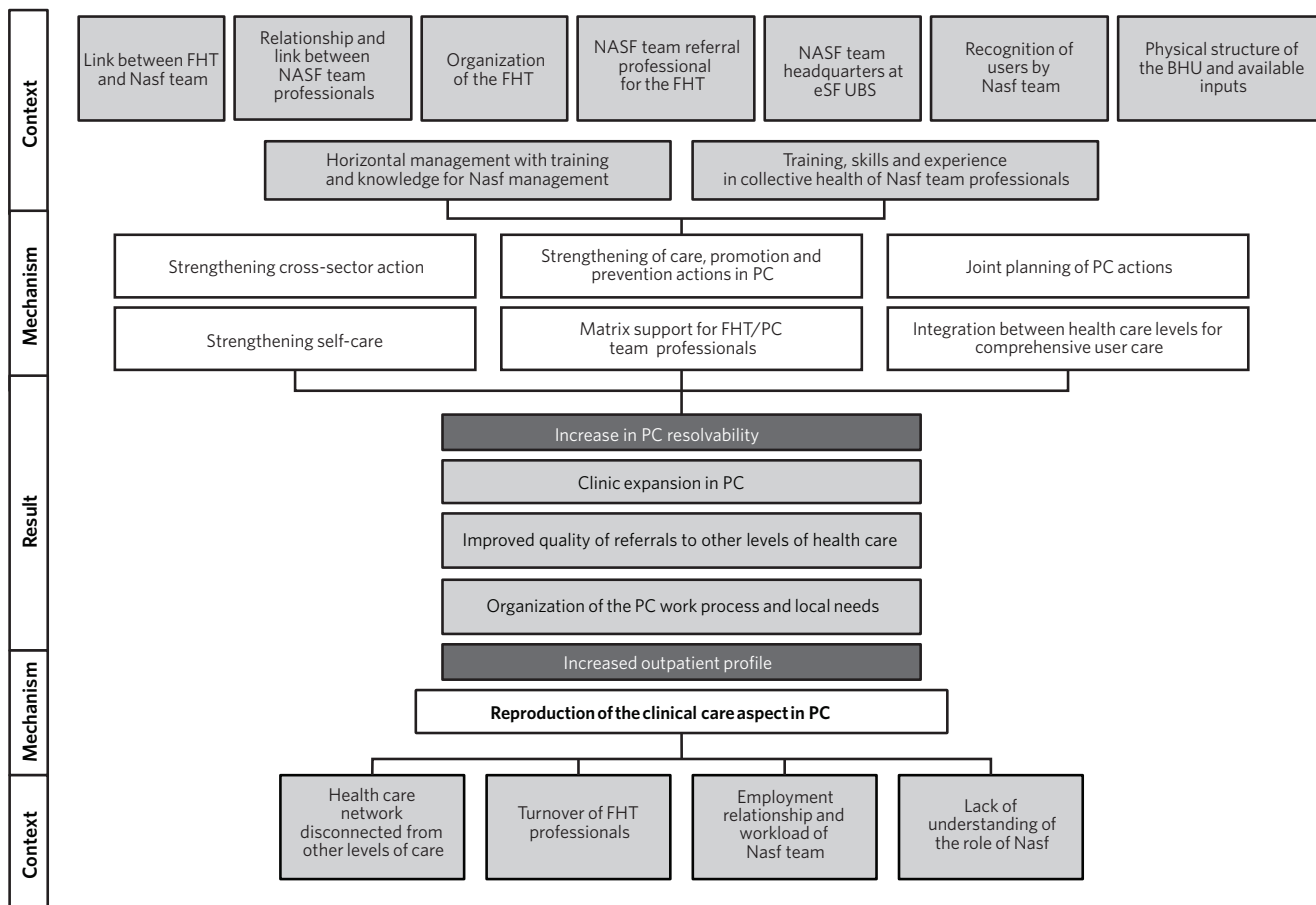 Context
Link between FHT
and Nasf team
Relationship and
link between
NASF team
professionals
Organization
of the FHT
NASF team referral
professional
for the FHT
NASF team
headquarters at
eSF UBS
Recognition of
users by
Nasf team
Physical structure of
the BHU and available
inputs
Horizontal management with training
and knowledge for Nasf management
Training, skills and experience
in collective health of Nasf team professionals
Mechanism
Strengthening cross-sector action
Strengthening of care, promotion and
prevention actions in PC
Joint planning of PC actions
Strengthening self-care
Matrix support for FHT/PC
team professionals
Integration between health care levels for
comprehensive user care
Result
Increase in PC resolvability
Clinic expansion in PC
Improved quality of referrals to other levels of health care
Organization of the PC work process and local needs
Increased outpatient profile
Mechanism
Reproduction of the clinical care aspect in PC
Context
Health care
network
disconnected from
other levels of care
Turnover of FHT
professionals
Employment
relationship and
workload of
Nasf team
Lack of
understanding of
the role of Nasf